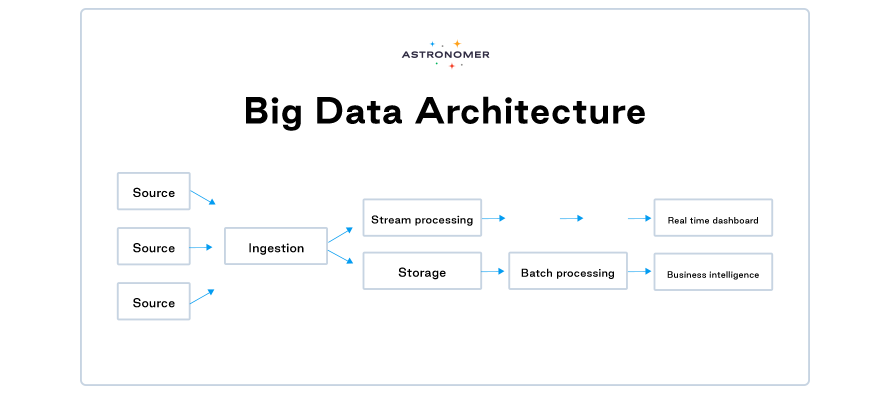 ASTRONOMER
Big Data Architecture
Source
Source
Source
Ingestion
Stream processing
Real time dashboard
Storage
Batch processing
Business intelligence